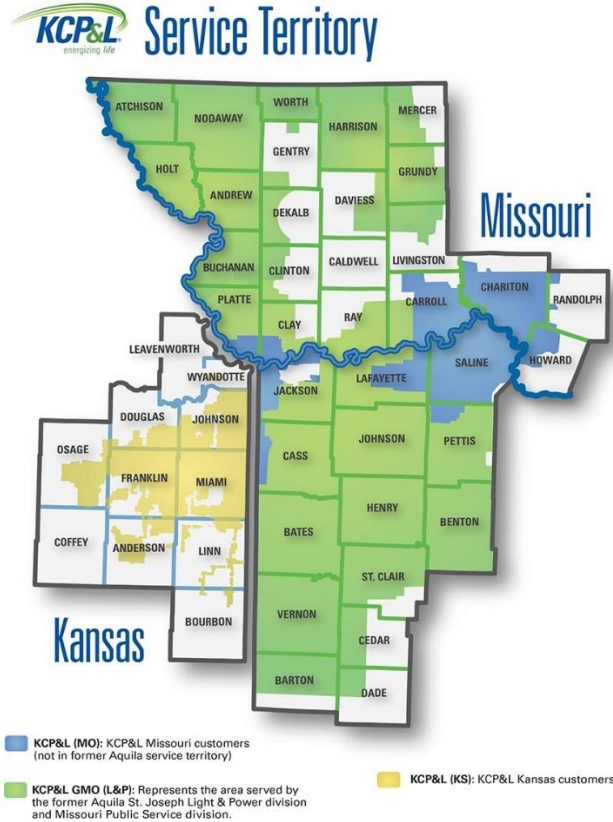 KCP&L®
energizing life
Service Territory
ATCHISON
NODAWAY
WORTH
HARRISON
MERCER
GENTRY
HOLT
ANDREW
GRUNDY
DEKALB
DAVIESS
Missouri
BUCHANAN
CLINTON
CALDWELL
LIVINGSTON
CHARITON
RANDOLPH
PLATTE
CARROLL
CLAY
RAY
LEAVENWORTH
HOWARD
WYANDOTTE
SALINE
JACKSON
LAFAYETTE
DOUGLAS
JOHNSON
JOHNSON
PETTIS
OSAGE
CASS
FRANKLIN
MIAMI
HENRY
BENTON
BATES
COFFEY
ANDERSON
LINN
ST. CLAIR
BOURBON
VERNON
CEDAR
Kansas
BARTON
DADE
KCP&L (MO): KCP&L Missouri customers
(not in former Aquila service territory)
KCP&L GMO (L&P): Represents the area served by
the former Aquila St. Joseph Light & Power division
and Missouri Public Service division.
KCP&L (KS): KCP&L Kansas customers